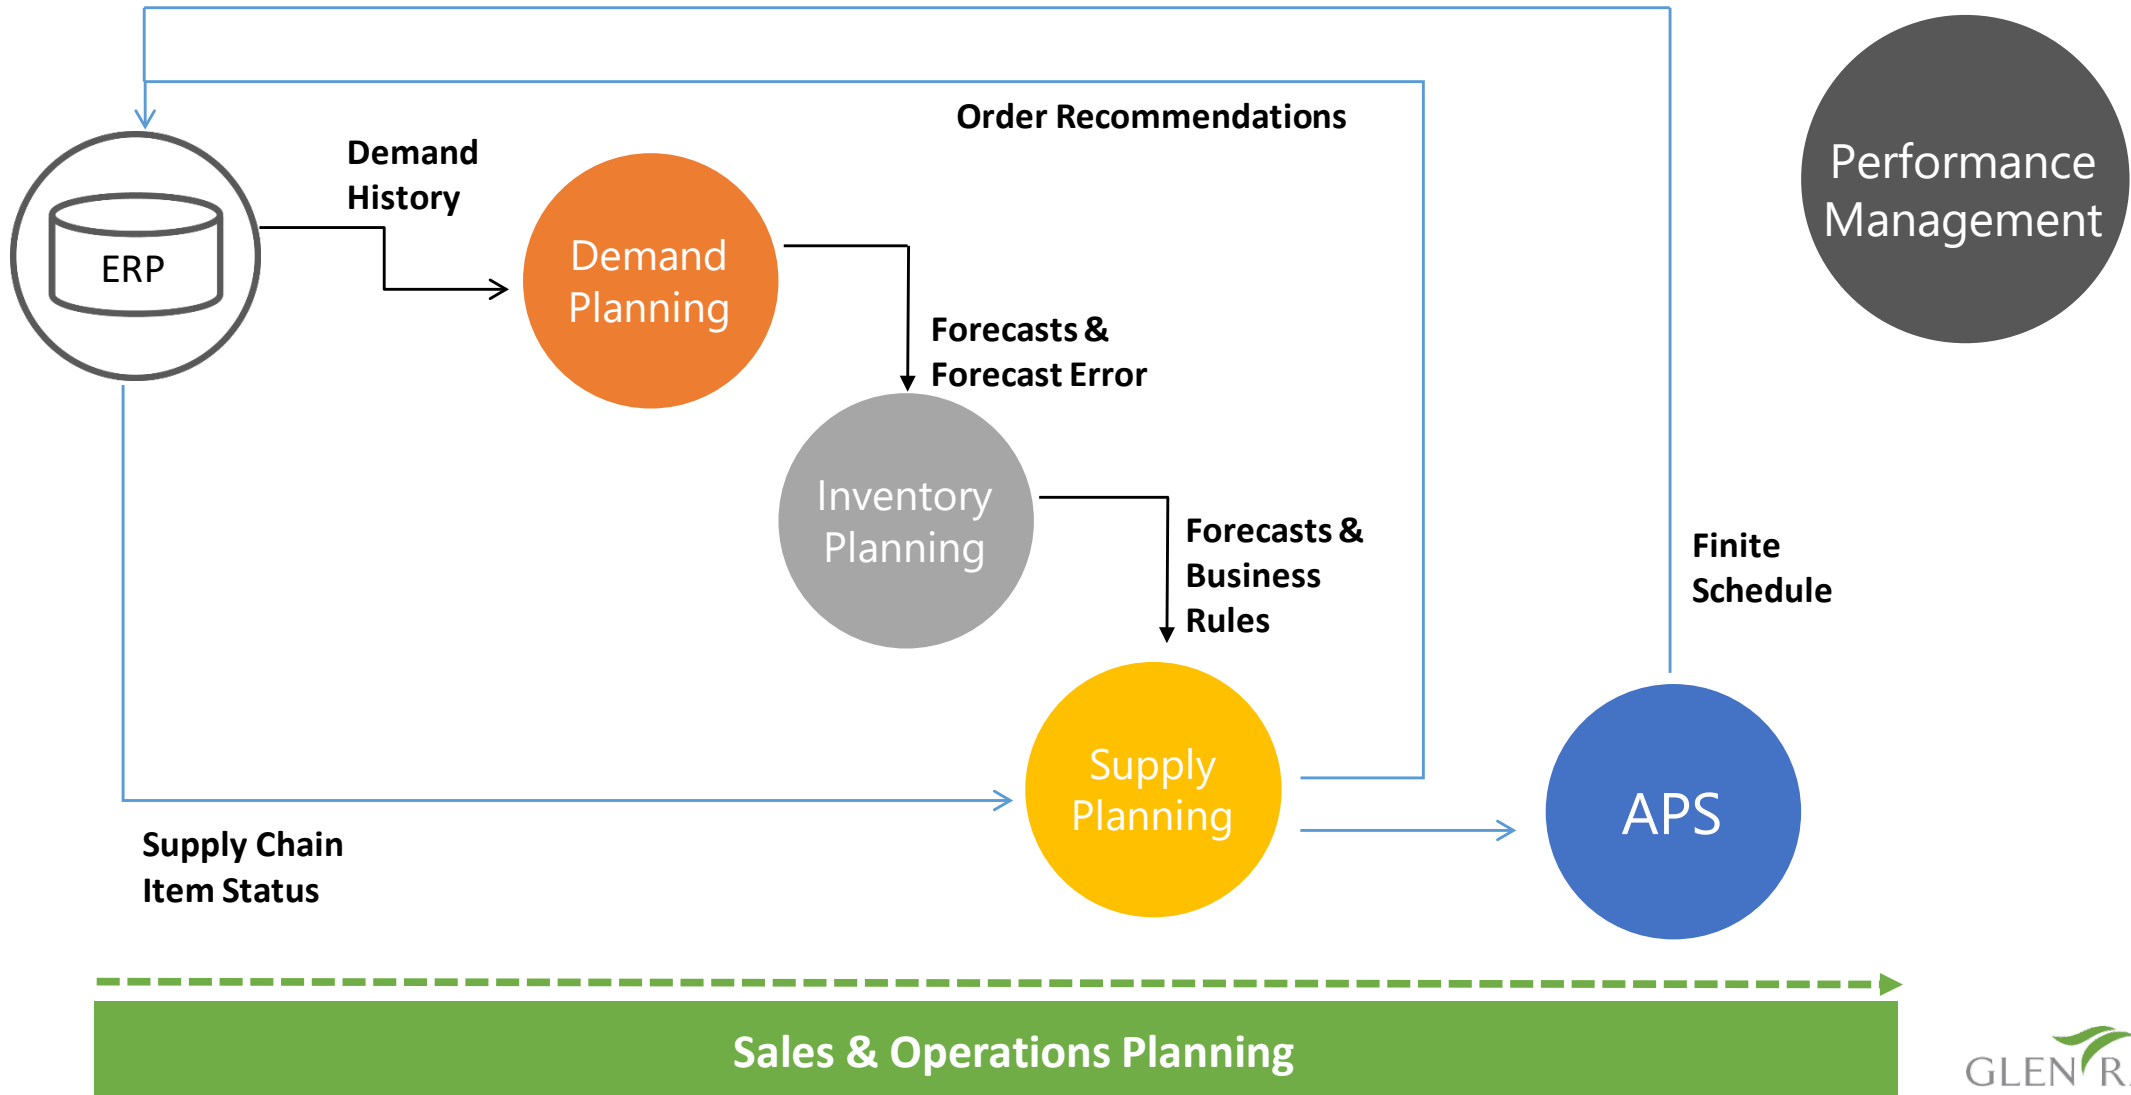 Order Recommendations
Performance
Management
Demand
History
ERP
Demand
Planning
Forecasts &
Forecast Error
Inventory
Planning
Forecasts &
Business
Rules
Finite
Schedule
Supply
Planning
APS
Supply Chain
Item Status
Sales & Operations Planning
GLEN